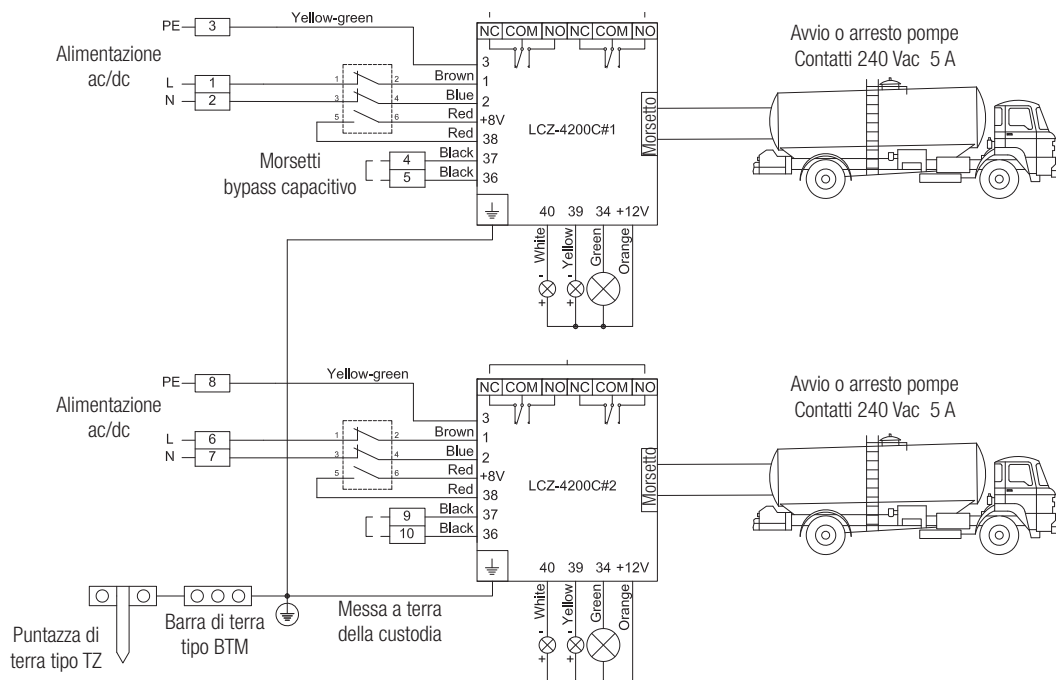 PE 3 Yellow-green
Alimentazione
ac/dc
L 1
N 2
1 2
3 4
5 6
Brown
Blue
Red
Red
Black
Black
4
5
Morsetti
bypass capacitivo
NC COM NO NC COM NO
3
1
2
+8V
38
37
36
LCZ-4200C#1
Morsetto
40 39 34 +12V
White
Yellow
Green
Orange
- -
+ +
Avvio o arresto pompe
Contatti 240 Vac 5 A
PE 8 Yellow-green
Alimentazione
ac/dc
L 6
N 7
1 2
3 4
5 6
Brown
Blue
Red
Red
Black
Black
9
10
NC COM NO NC COM NO
3
1
2
+8V
38
37
36
LCZ-4200C#2
Morsetto
40 39 34 +12V
White
Yellow
Green
Orange
- -
+ +
Avvio o arresto pompe
Contatti 240 Vac 5 A
Puntazza di
terra tipo TZ
Barra di terra
tipo BTM
Messa a terra
della custodia